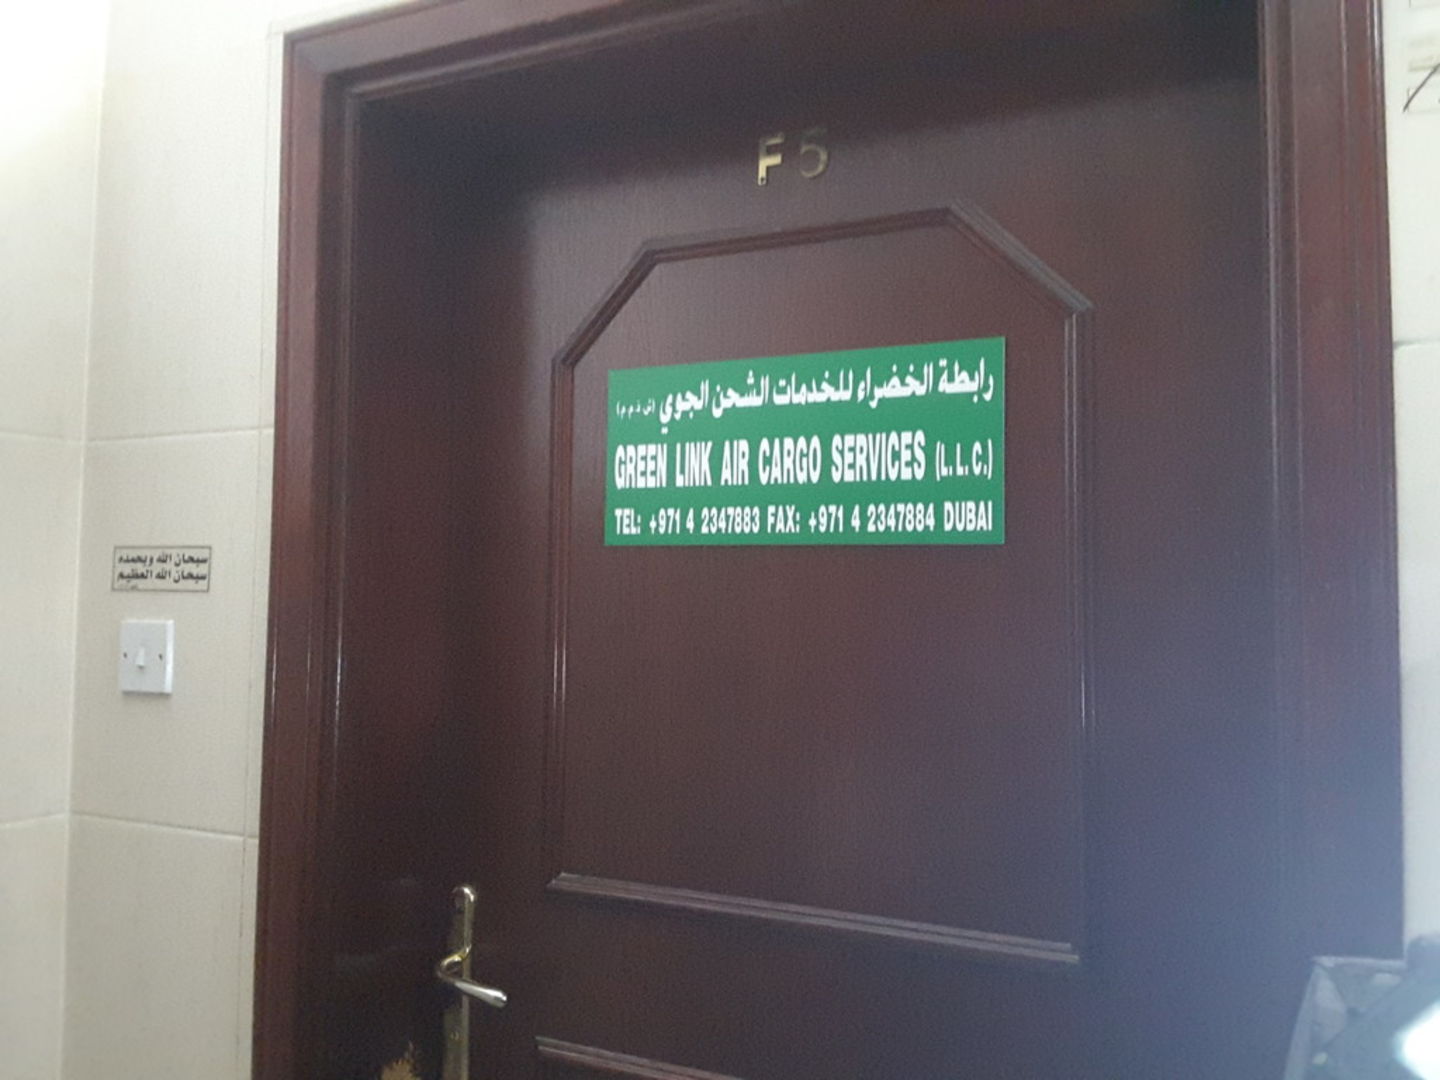 F 5
رابطة الخضراء للخدمات الشحن الجوي (ش.ذ.م.م)
GREEN LINK AIR CARGO SERVICES (L.L.C.)
TEL: +971 4 2347883 FAX: +971 4 2347884 DUBAI
سبحان الله وبحمده
سبحان الله العظيم